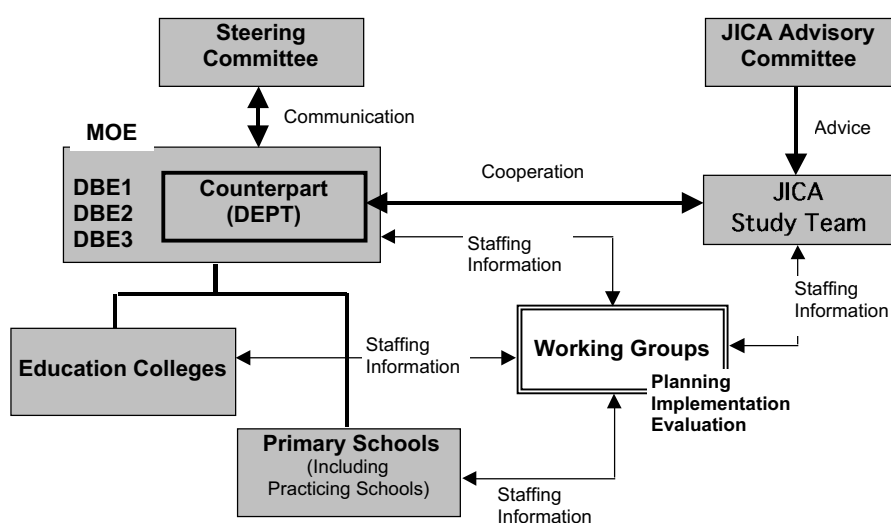 Steering
Committee
JICA Advisory
Committee
Communication
Advice
MOE
DBE1
DBE2
DBE3
Counterpart
(DEPT)
Cooperation
JICA
Study Team
Staffing
Information
Staffing
Information
Education Colleges
Staffing
Information
Working Groups
Planning
Implementation
Evaluation
Primary Schools
(Including
Practicing Schools)
Staffing
Information